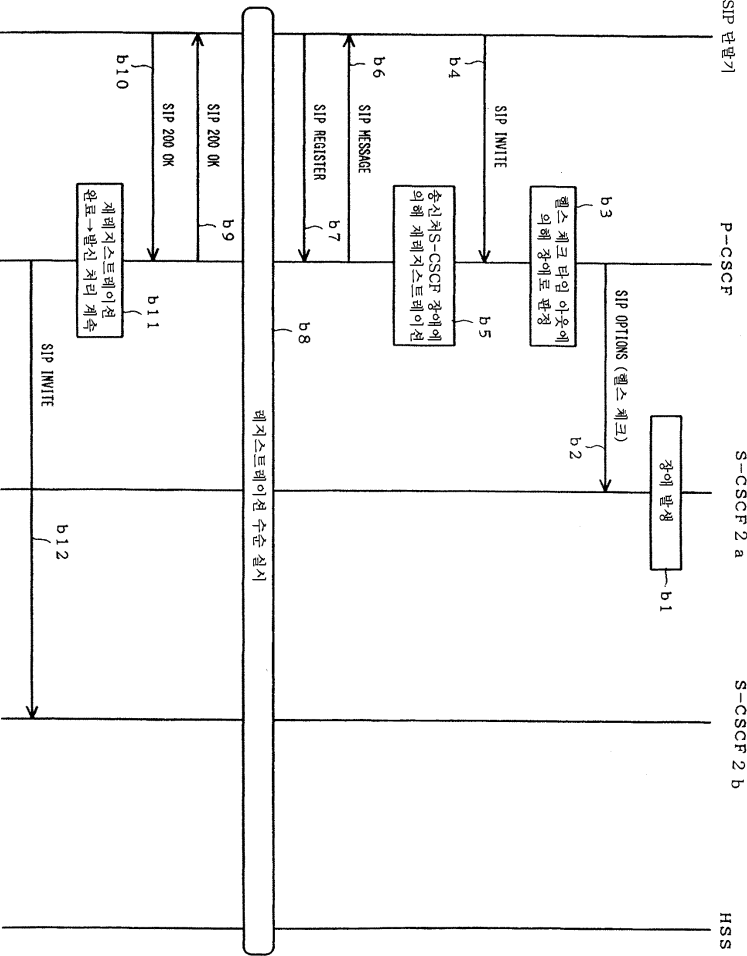 SIP 단말기
P-CSCF
S-CSCF2a
S-CSCF2b
HSS
장애 발생
b1
SIP OPTIONS (헬스 체크)
b2
b3
헬스 체크 타임 아웃에
의해 장애로 판정
SIP INVITE
b4
송신처S-CSCF 장애에
의해 재레지스트레이션
b5
SIP MESSAGE
b6
SIP REGISTER
b7
레지스트레이션 수순 실시
b8
SIP 200 OK
b9
SIP 200 OK
b10
재레지스트레이션
완료→발신 처리 계속
b11
SIP INVITE
b12